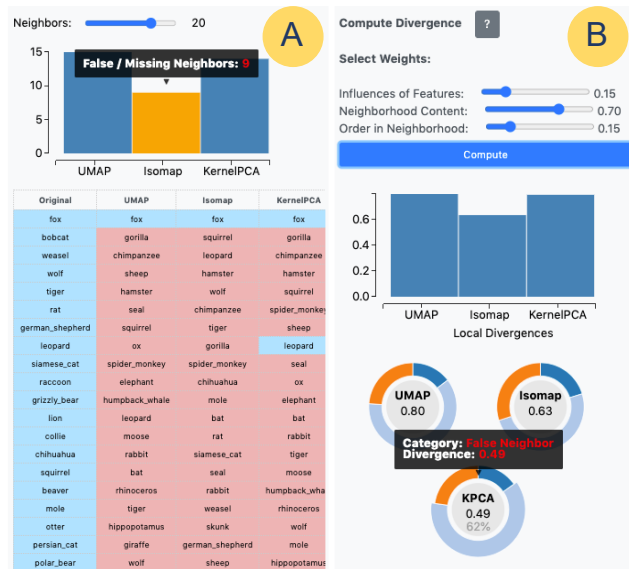 Neighbors: 20
A
15
False / Missing Neighbors: 9
10
5
0
UMAP Isomap KernelPCA
Original UMAP Isomap KernelPCA
fox fox fox fox
bobcat gorilla squirrel gorilla
weasel chimpanzee leopard chimpanzee
wolf sheep hamster hamster
tiger hamster wolf squirrel
rat seal chimpanzee spider_monkey
german_shepherd squirrel tiger sheep
leopard ox gorilla leopard
siamese_cat spider_monkey spider_monkey seal
raccoon elephant chihuahua ox
grizzly_bear humpback_whale mole elephant
lion leopard bat bat
collie moose rat rabbit
chihuahua rabbit siamese_cat tiger
squirrel bat seal moose
beaver rhinoceros rabbit humpback_wha
mole tiger weasel rhinoceros
otter hippopotamus skunk wolf
persian_cat giraffe german_shepherd mole
polar_bear wolf sheep hippopotamus
Compute Divergence ?
B
Select Weights:
Influences of Features: 0.15
Neighborhood Content: 0.70
Order in Neighborhood: 0.15
Compute
0.6
0.4
0.2
0.0
UMAP Isomap KernelPCA
Local Divergences
UMAP
0.80
Isomap
0.63
Category: False Neighbor
Divergence: 0.49
KPCA
0.49
62%